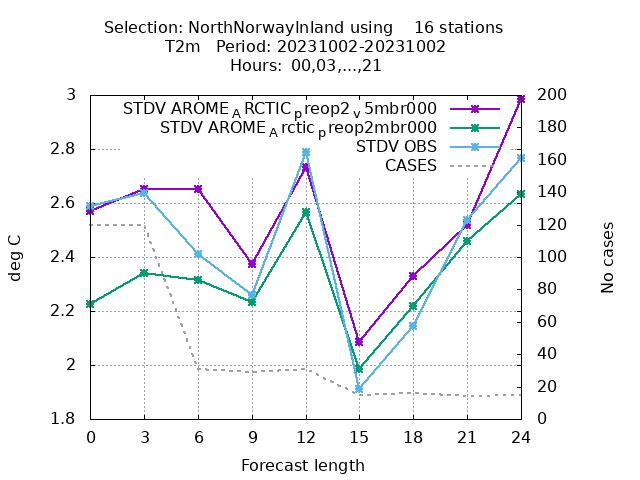 Selection: NorthNorwayInland using 16 stations
T2m Period: 20231002-20231002
Hours: 00,03,...,21
STDV AROME_ARCTIC_preop2_v5mbr000
STDV AROME_Arctic_preop2mbr000
STDV OBS
CASES
3
2.8
2.6
2.4
2.2
2
1.8
200
180
160
140
120
100
80
60
40
20
0
deg C
No cases
0 3 6 9 12 15 18 21 24
Forecast length